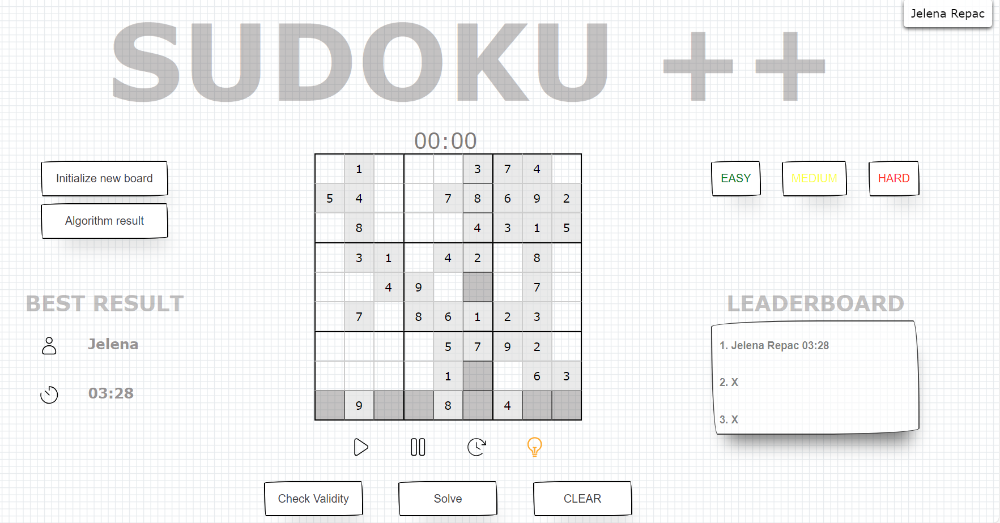 Jelena Repac
SUDOKU ++
00:00
Initialize new board
Algorithm result
1 3 7 4
5 4 7 8 6 9 2
8 4 3 1 5
3 1 4 2 8
4 9 7
7 8 6 1 2 3
5 7 9 2
1 6 3
9 8 4
EASY MEDIUM HARD
BEST RESULT
Jelena
03:28
LEADERBOARD
1. Jelena Repac 03:28
2. X
3. X
Check Validity Solve CLEAR